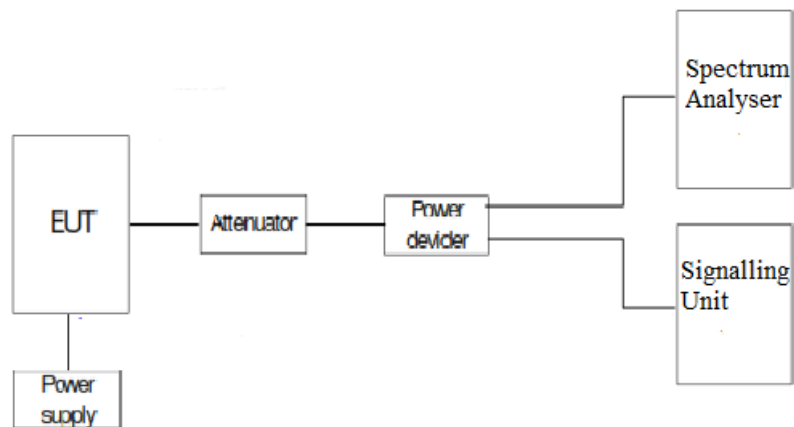 Spectrum
Analyser
EUT
Attenuator
Power
devider
Signalling
Unit
Power
supply